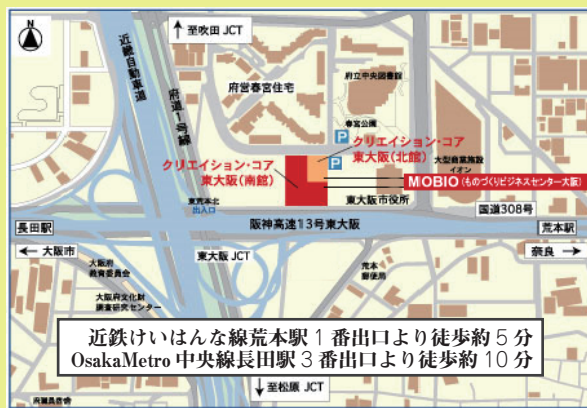 N
至吹田 JCT
近畿自動車道
府道1号線
府営春宮住宅
府立中央図書館
春宮公園
P
クリエイション・コア
東大阪(北館)
P
クリエイション・コア
東大阪(南館)
大型商業施設
イオン
MOBIO(ものづくりビジネスセンター大阪)
東大阪市役所
東荒本北
出入口
国道308号
長田駅
阪神高速13号東大阪
荒本駅
大阪市
奈良
東大阪 JCT
大阪府
教育委員会
荒本
郵便局
大阪府文化財
調査研究センター
近鉄けいはんな線荒本駅1番出口より徒歩約5分
OsakaMetro 中央線長田駅3番出口より徒歩約10分
至松原 JCT